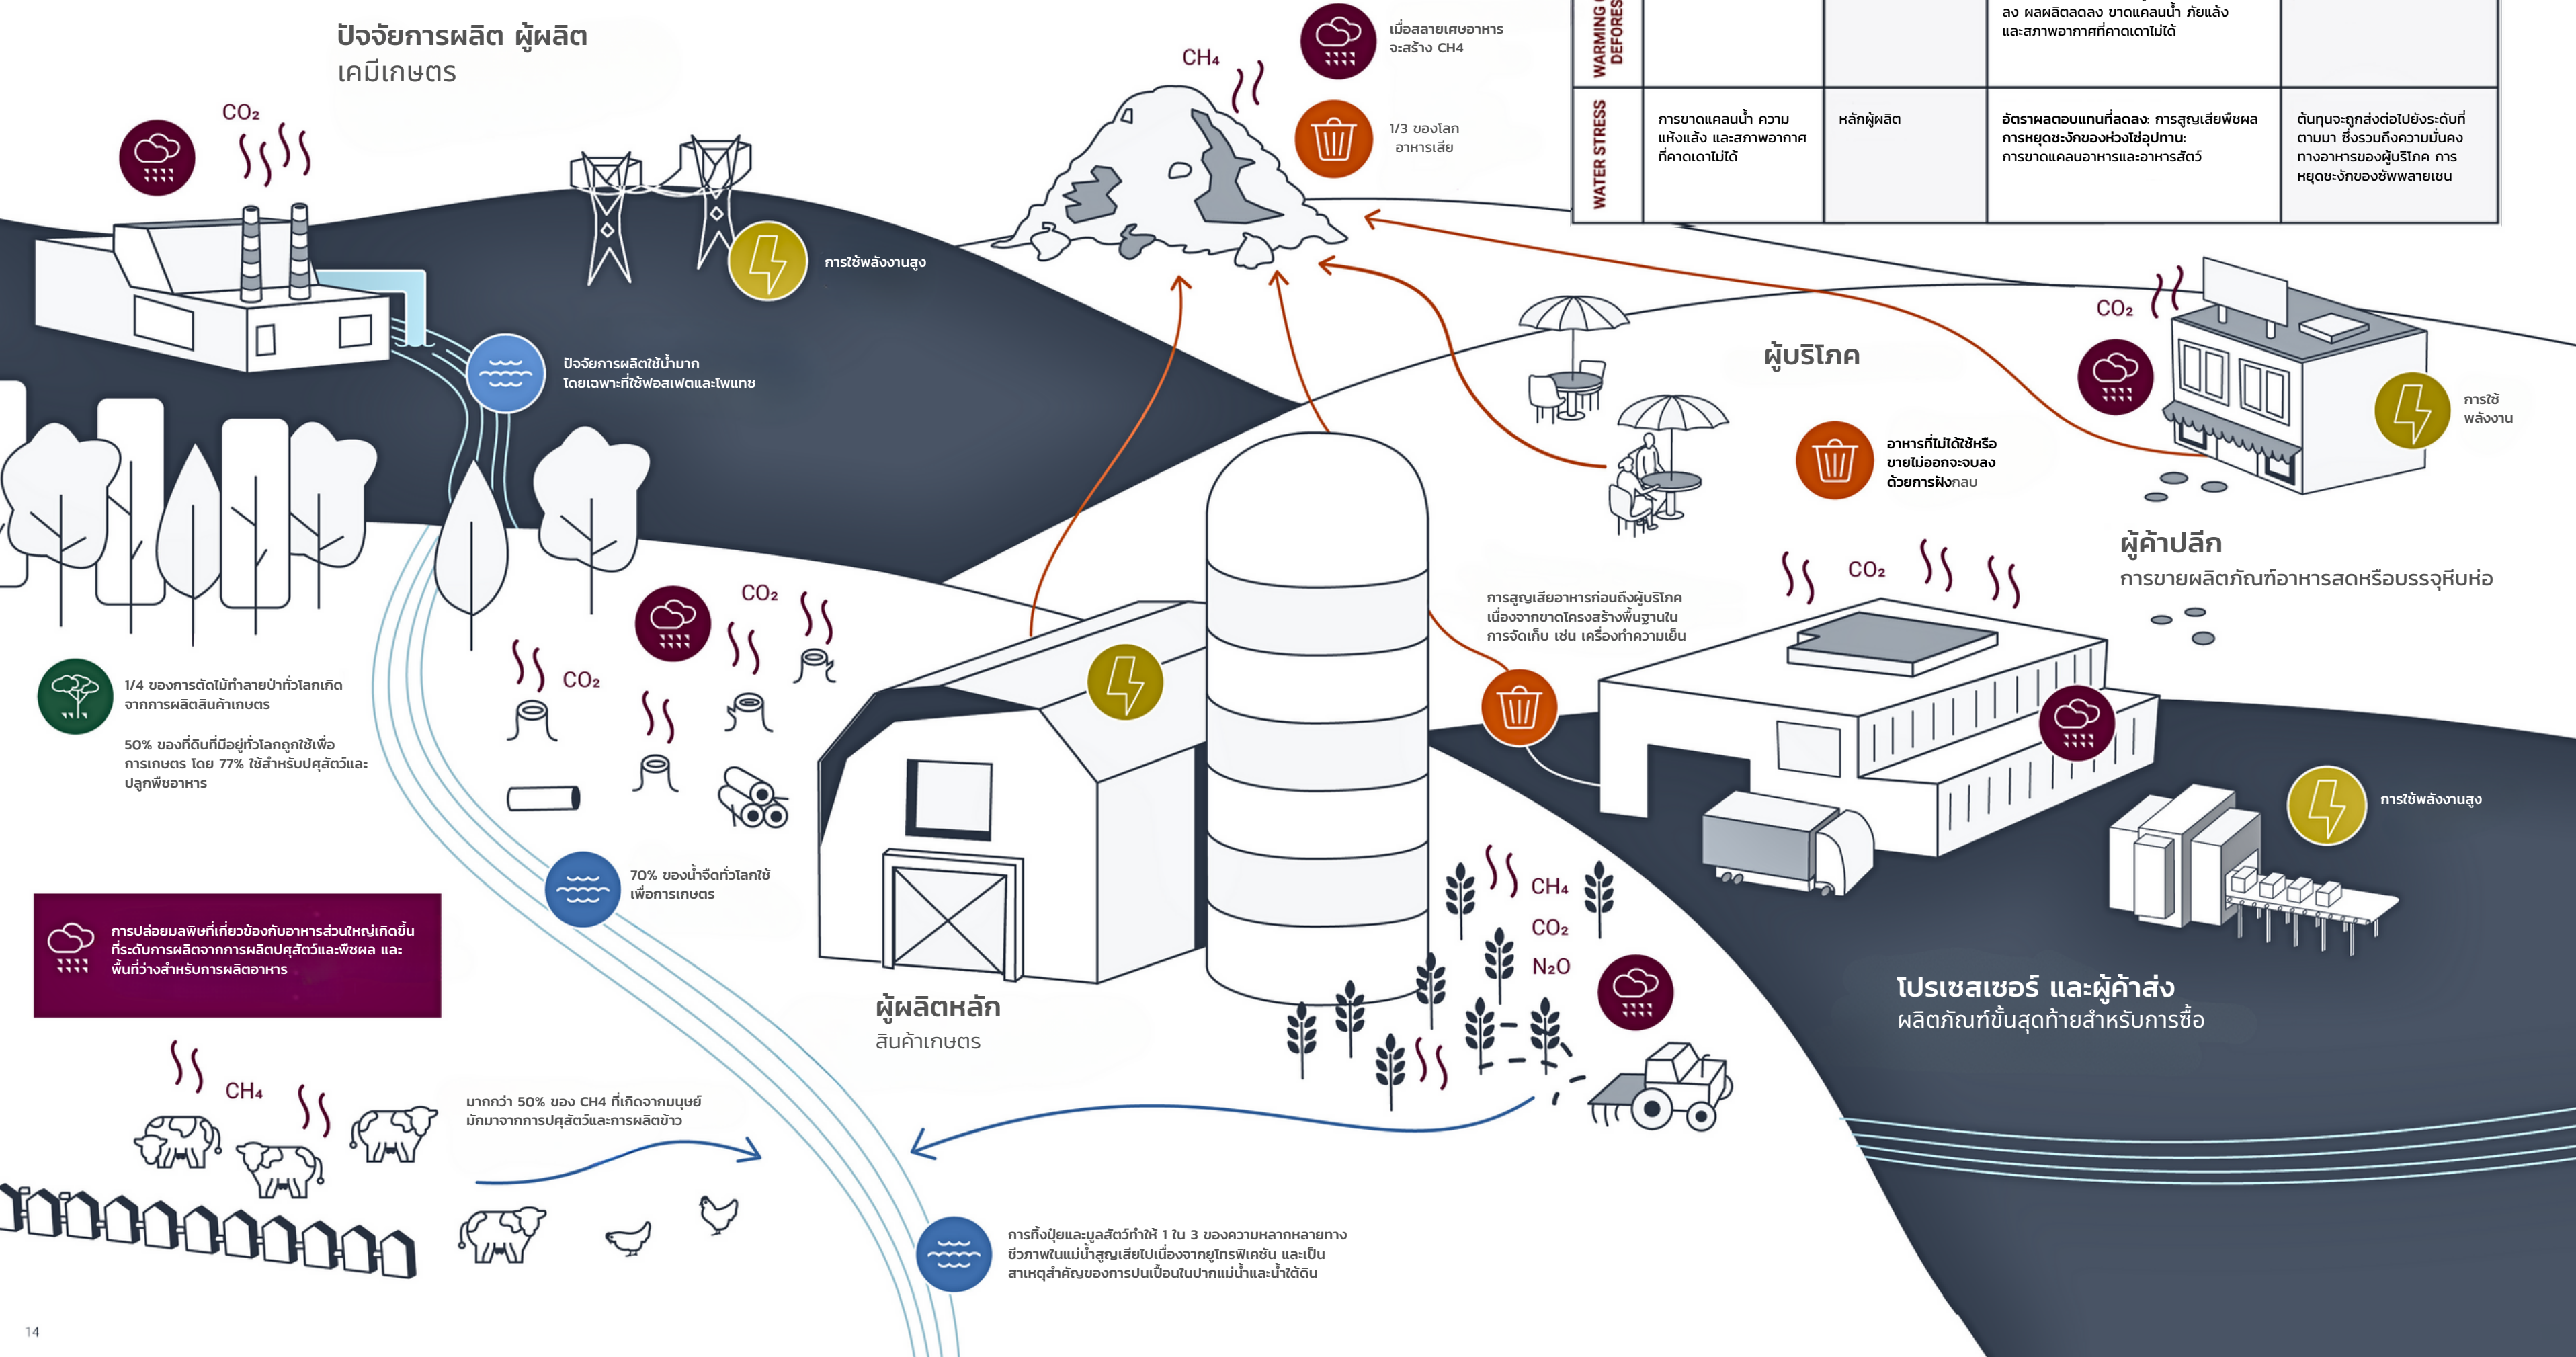 ปัจจัยการผลิต ผู้ผลิต
เคมีเกษตร
CO₂
การใช้พลังงานสูง
ปัจจัยการผลิตใช้น้ำมาก
โดยเฉพาะที่ใช้ฟอสเฟตและโพแทช
CH₄
เมื่อสลายเศษอาหาร
จะสร้าง CH4
1/3 ของโลก
อาหารเสีย
WARMING
DEFORES
ลง ผลผลิตลดลง ขาดแคลนน้ำ ภัยแล้ง
และสภาพอากาศที่คาดเดาไม่ได้
WATER STRESS
การขาดแคลนน้ำ ความ
แห้งแล้ง และสภาพอากาศ
ที่คาดเดาไม่ได้
หลักผู้ผลิต
อัตราผลตอบแทนที่ลดลง: การสูญเสียพืชผล
การหยุดชะงักของห่วงโซ่อุปทาน:
การขาดแคลนอาหารและอาหารสัตว์
ต้นทุนจะถูกส่งต่อไปยังระดับที่
ตามมา ซึ่งรวมถึงความมั่นคง
ทางอาหารของผู้บริโภค การ
หยุดชะงักของซัพพลายเชน
ผู้บริโภค
อาหารที่ไม่ได้ใช้หรือ
ขายไม่ออกจะจบลง
ด้วยการฝังกลบ
CO₂
การใช้
พลังงาน
ผู้ค้าปลีก
การขายผลิตภัณฑ์อาหารสดหรือบรรจุหีบห่อ
การสูญเสียอาหารก่อนถึงผู้บริโภค
เนื่องจากขาดโครงสร้างพื้นฐานใน
การจัดเก็บ เช่น เครื่องทำความเย็น
CO₂
การใช้พลังงานสูง
โปรเซสเซอร์ และผู้ค้าส่ง
ผลิตภัณฑ์ขั้นสุดท้ายสำหรับการซื้อ
CO₂
CO₂
1/4 ของการตัดไม้ทำลายป่าทั่วโลกเกิด
จากการผลิตสินค้าเกษตร
50% ของที่ดินที่มีอยู่ทั่วโลกถูกใช้เพื่อ
การเกษตร โดย 77% ใช้สำหรับปศุสัตว์และ
ปลูกพืชอาหาร
70% ของน้ำจืดทั่วโลกใช้
เพื่อการเกษตร
การปล่อยมลพิษที่เกี่ยวข้องกับอาหารส่วนใหญ่เกิดขึ้น
ที่ระดับการผลิตจากการผลิตปศุสัตว์และพืชผล และ
พื้นที่ว่างสำหรับการผลิตอาหาร
ผู้ผลิตหลัก
สินค้าเกษตร
CH₄
CO₂
N₂O
CH₄
มากกว่า 50% ของ CH4 ที่เกิดจากมนุษย์
มักมาจากการปศุสัตว์และการผลิตข้าว
การทิ้งปุ๋ยและมูลสัตว์ทำให้ 1 ใน 3 ของความหลากหลายทาง
ชีวภาพในแม่น้ำสูญเสียไปเนื่องจากยูโทรฟิเคชัน และเป็น
สาเหตุสำคัญของการปนเปื้อนในปากแม่น้ำและน้ำใต้ดิน
14